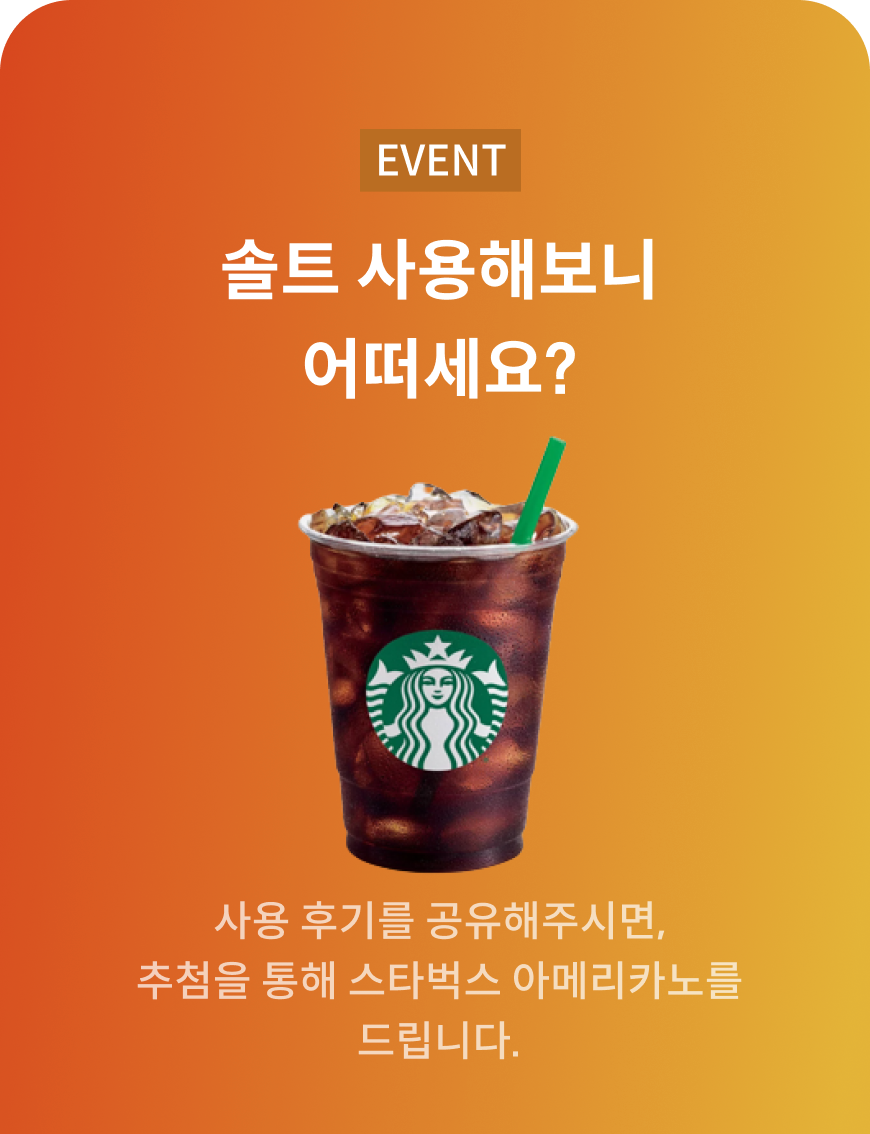 EVENT
솔트 사용해보니
어떠세요?
사용 후기를 공유해주시면,
추첨을 통해 스타벅스 아메리카노를
드립니다.